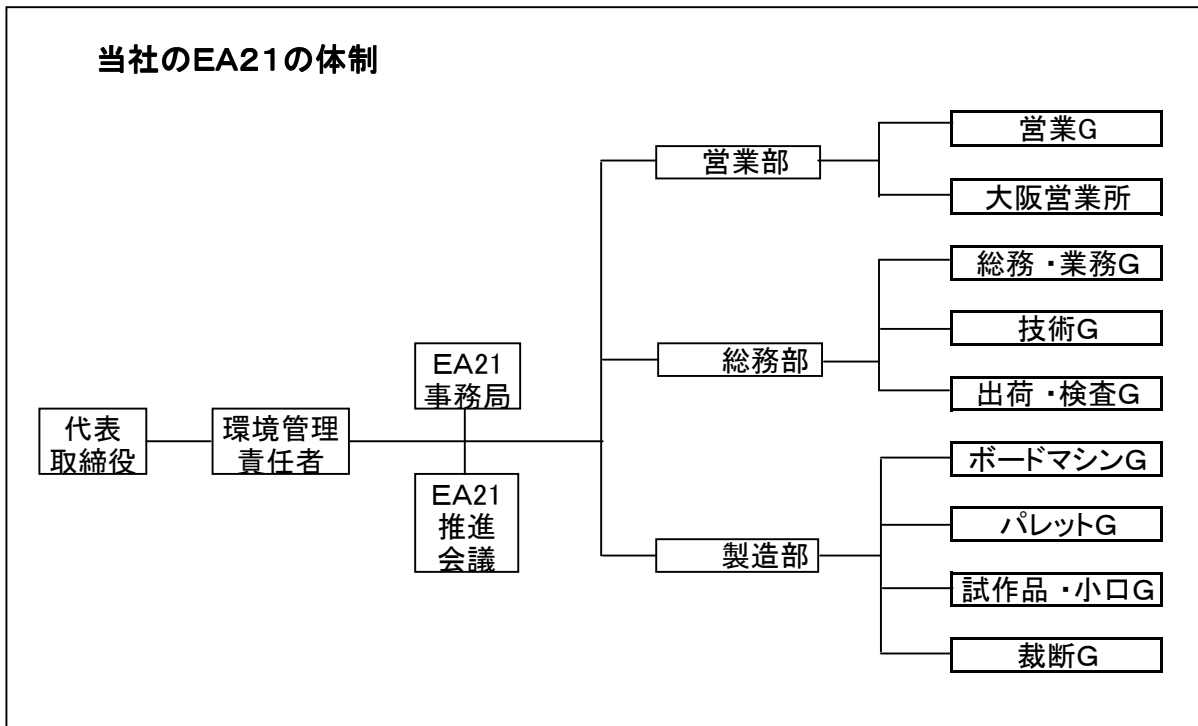 当社のEA21の体制
営業G
営業部
大阪営業所
総務・業務G
技術G
EA21
事務局
総務部
出荷・検査G
代表
取締役
環境管理
責任者
ボードマシンG
EA21
推進
会議
パレットG
製造部
試作品・小口G
裁断G